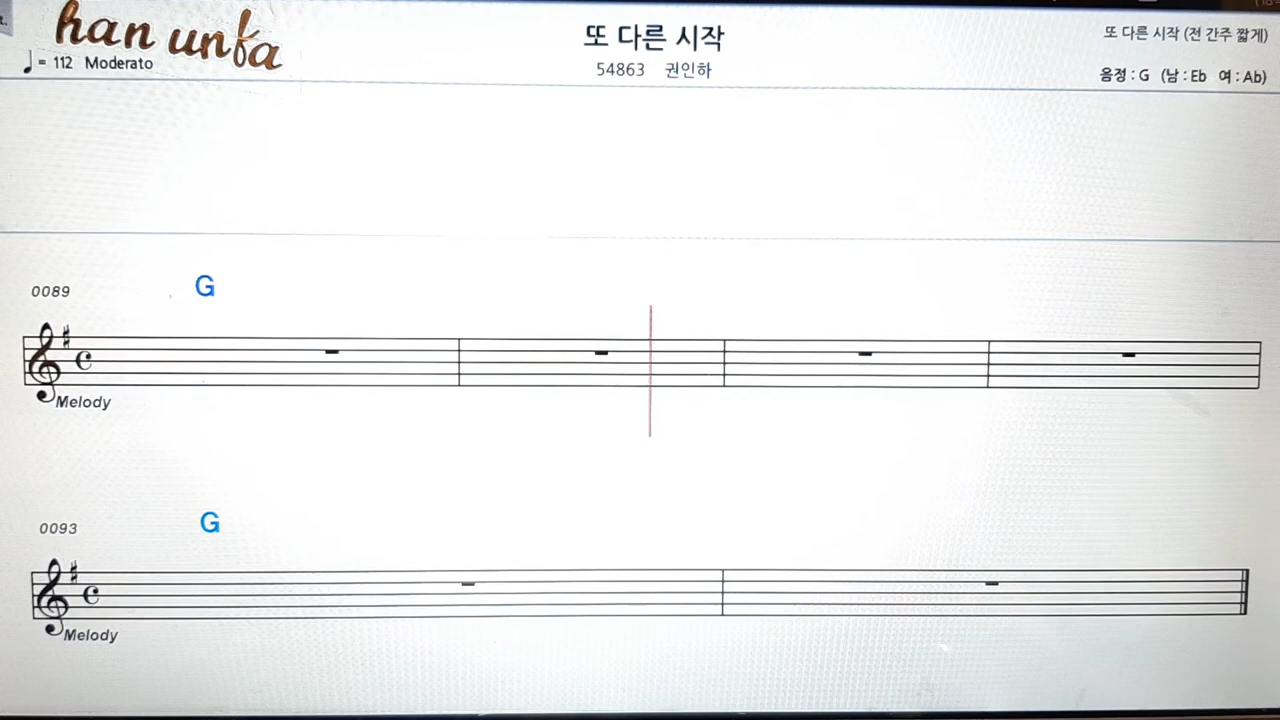 han unfa
♩ = 112 Moderato
또 다른 시작
54863 권인하
또 다른 시작 (전 간주 짧게)
음정 : G (남 : Eb 여 : Ab)
0089
G
Melody
0093
G
Melody